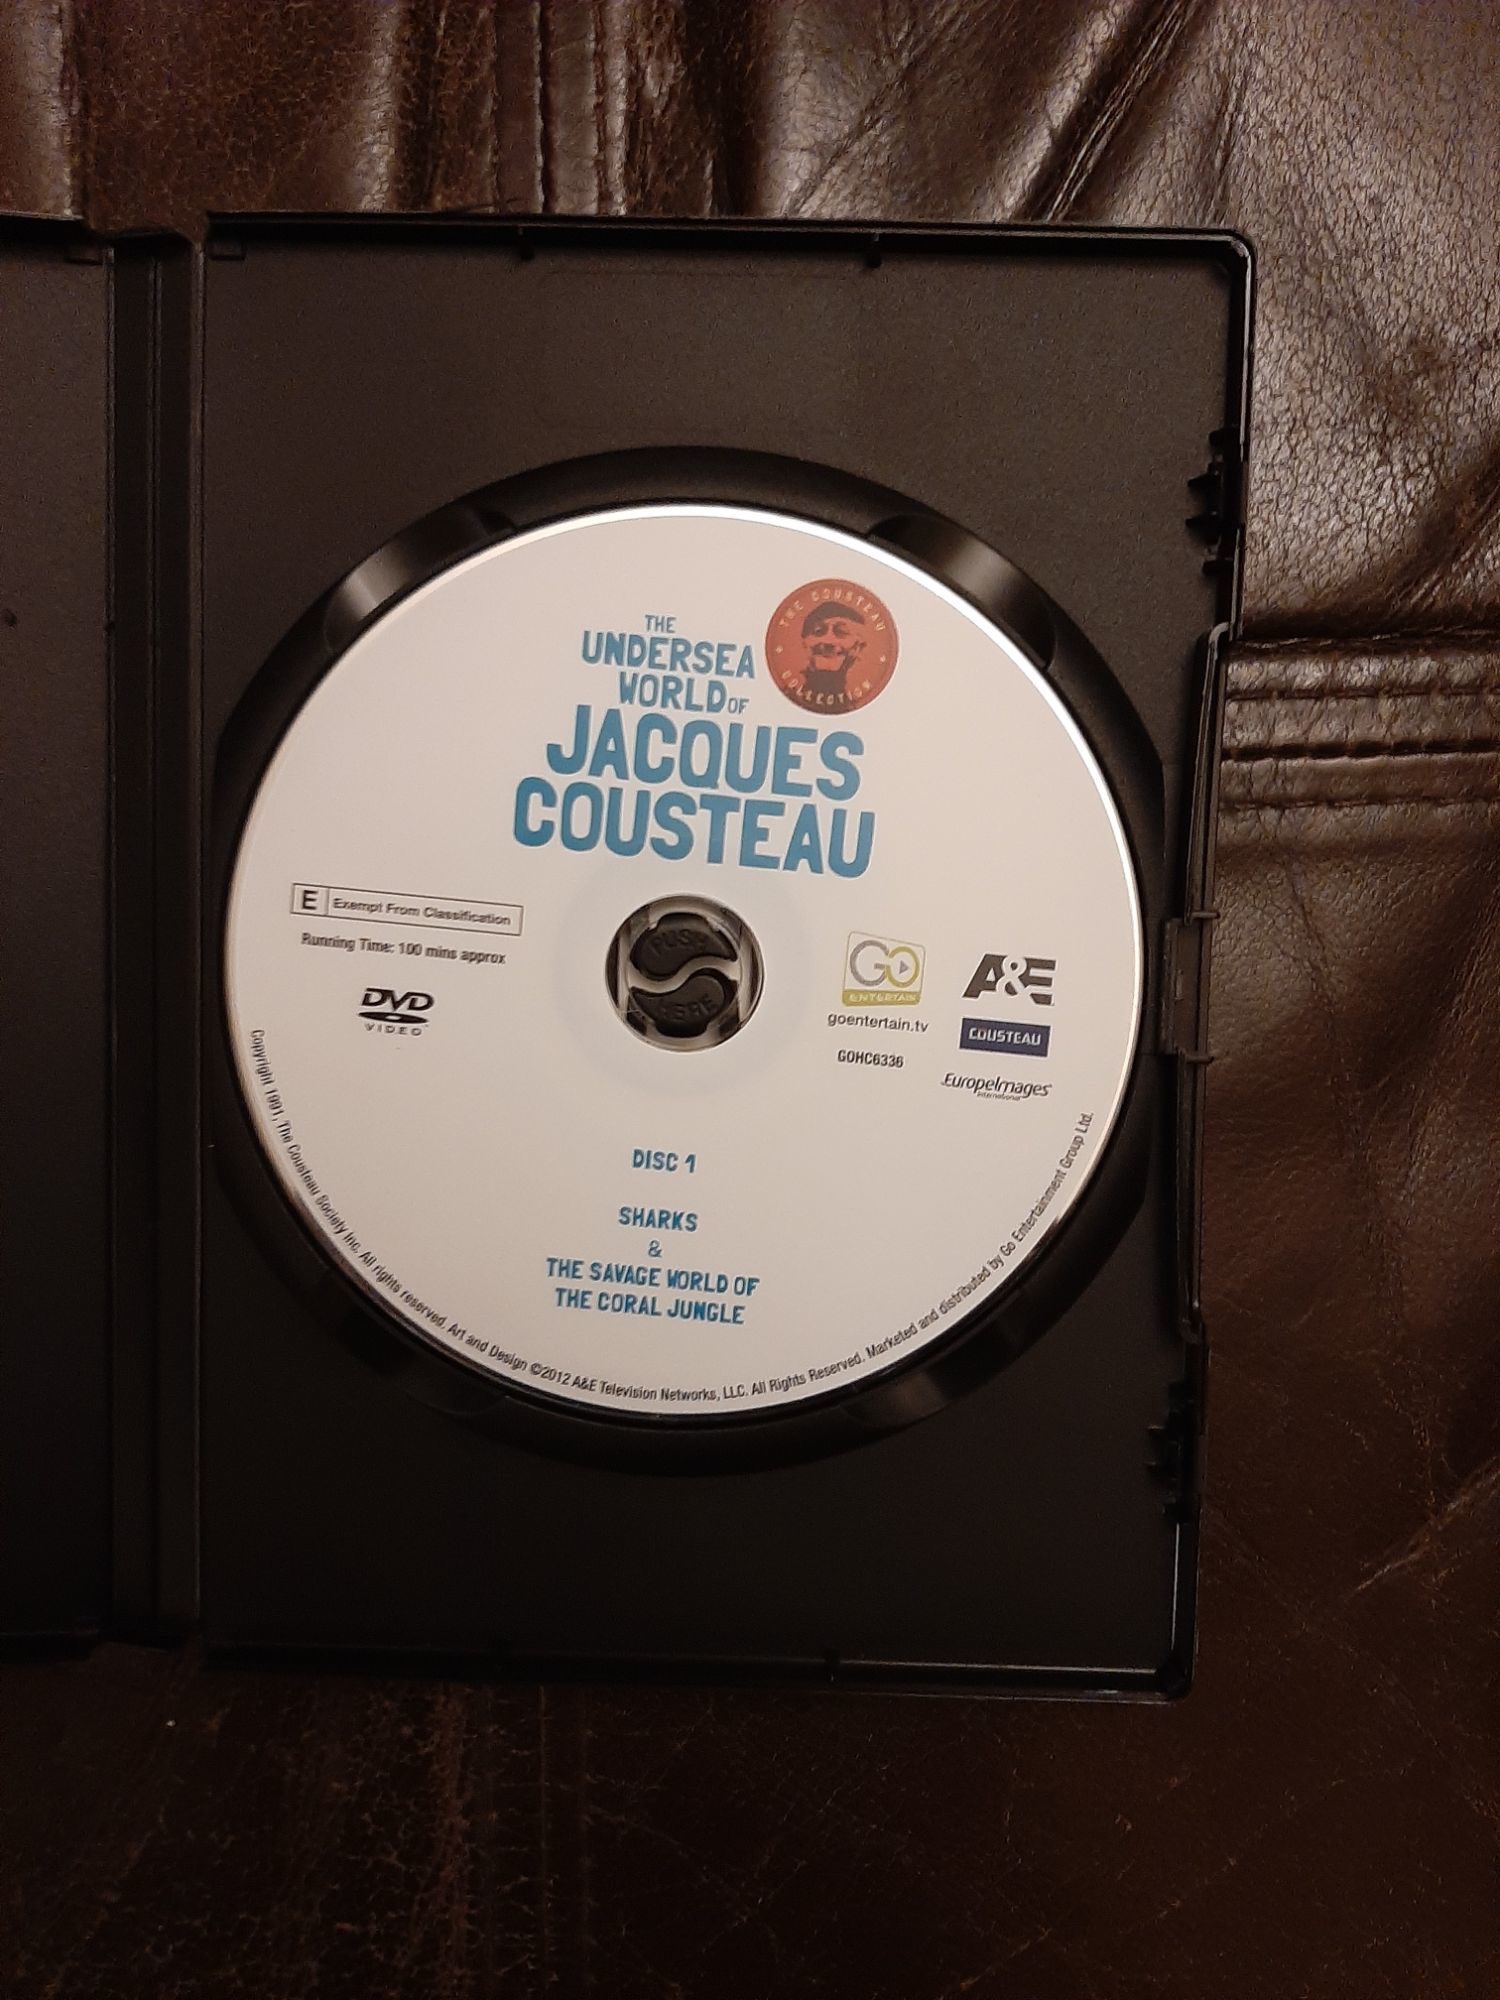 THE
UNDERSEA
WORLD OF
JACQUES
COUSTEAU
THE COUSTEAU
COLLECTION
E Exempt From Classification
Running Time: 100 mins approx
DVD
VIDEO
PUSH
HERE
GO
ENTERTAIN
goentertain.tv
GOHC6336
A&E
COUSTEAU
EuropeImages
international
DISC 1
SHARKS
&
THE SAVAGE WORLD OF
THE CORAL JUNGLE
Copyright 1991, The Cousteau Society Inc. All rights reserved. Art and Design ©2012 A&E Television Networks, LLC. All Rights Reserved. Marketed and distributed by Go Entertainment Group Ltd.